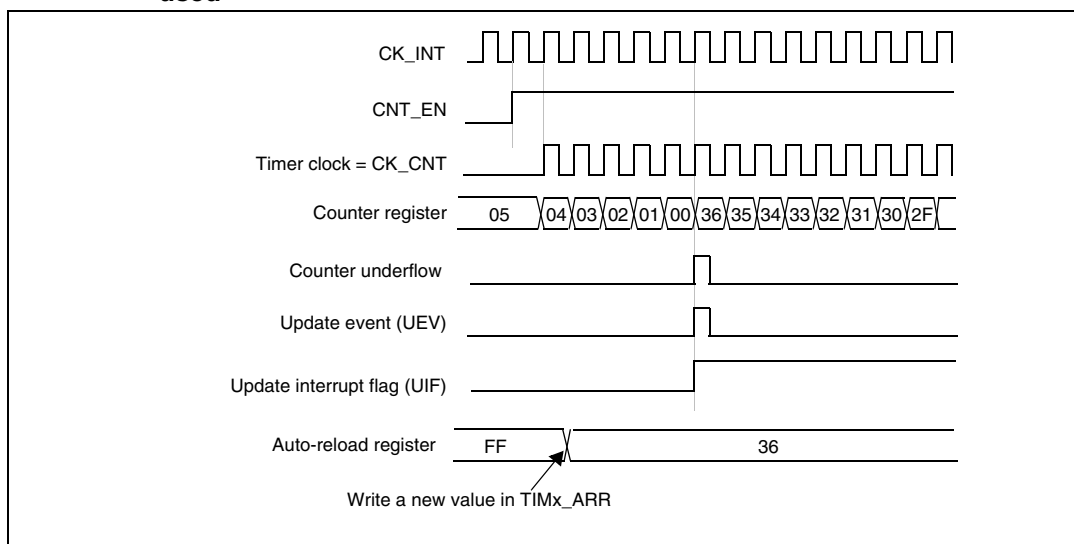 used
CK_INT
CNT_EN
Timer clock = CK_CNT
Counter register 05 04 03 02 01 00 36 35 34 33 32 31 30 2F
Counter underflow
Update event (UEV)
Update interrupt flag (UIF)
Auto-reload register FF 36
Write a new value in TIMx_ARR